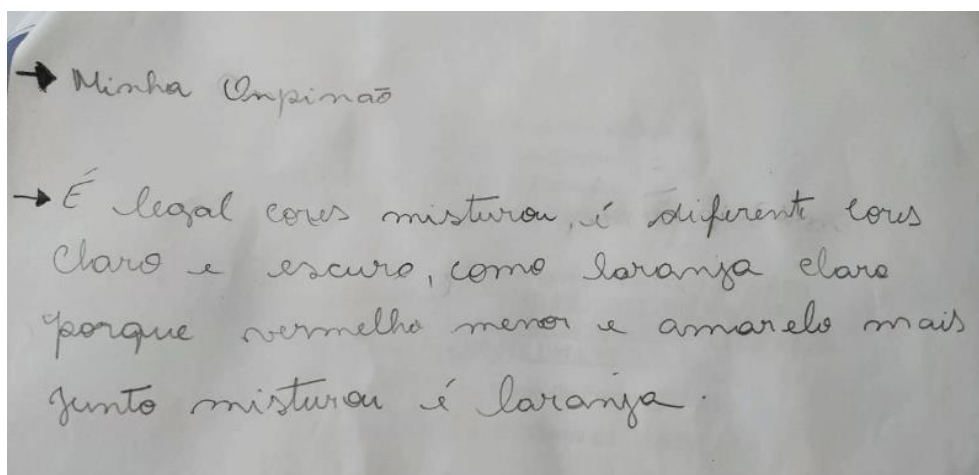 → Minha Onpinaõ
→ É legal cores misturou, é diferente cores
claro e escuro, como laranja claro
porque vermelho menor e amarelo mais
junto misturou é laranja.